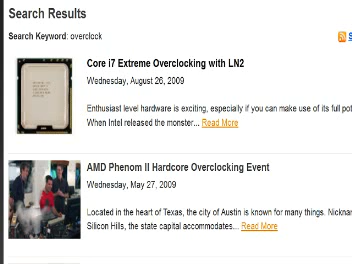 Search Results
Search Keyword: overclock
Core i7 Extreme Overclocking with LN2
Wednesday, August 26, 2009
Enthusiast level hardware is exciting, especially if you can make use of its full pot
When Intel released the monster... Read More
AMD Phenom II Hardcore Overclocking Event
Wednesday, May 27, 2009
Located in the heart of Texas, the city of Austin is known for many things. Nicknar
Silicon Hills, the state capital accommodates... Read More